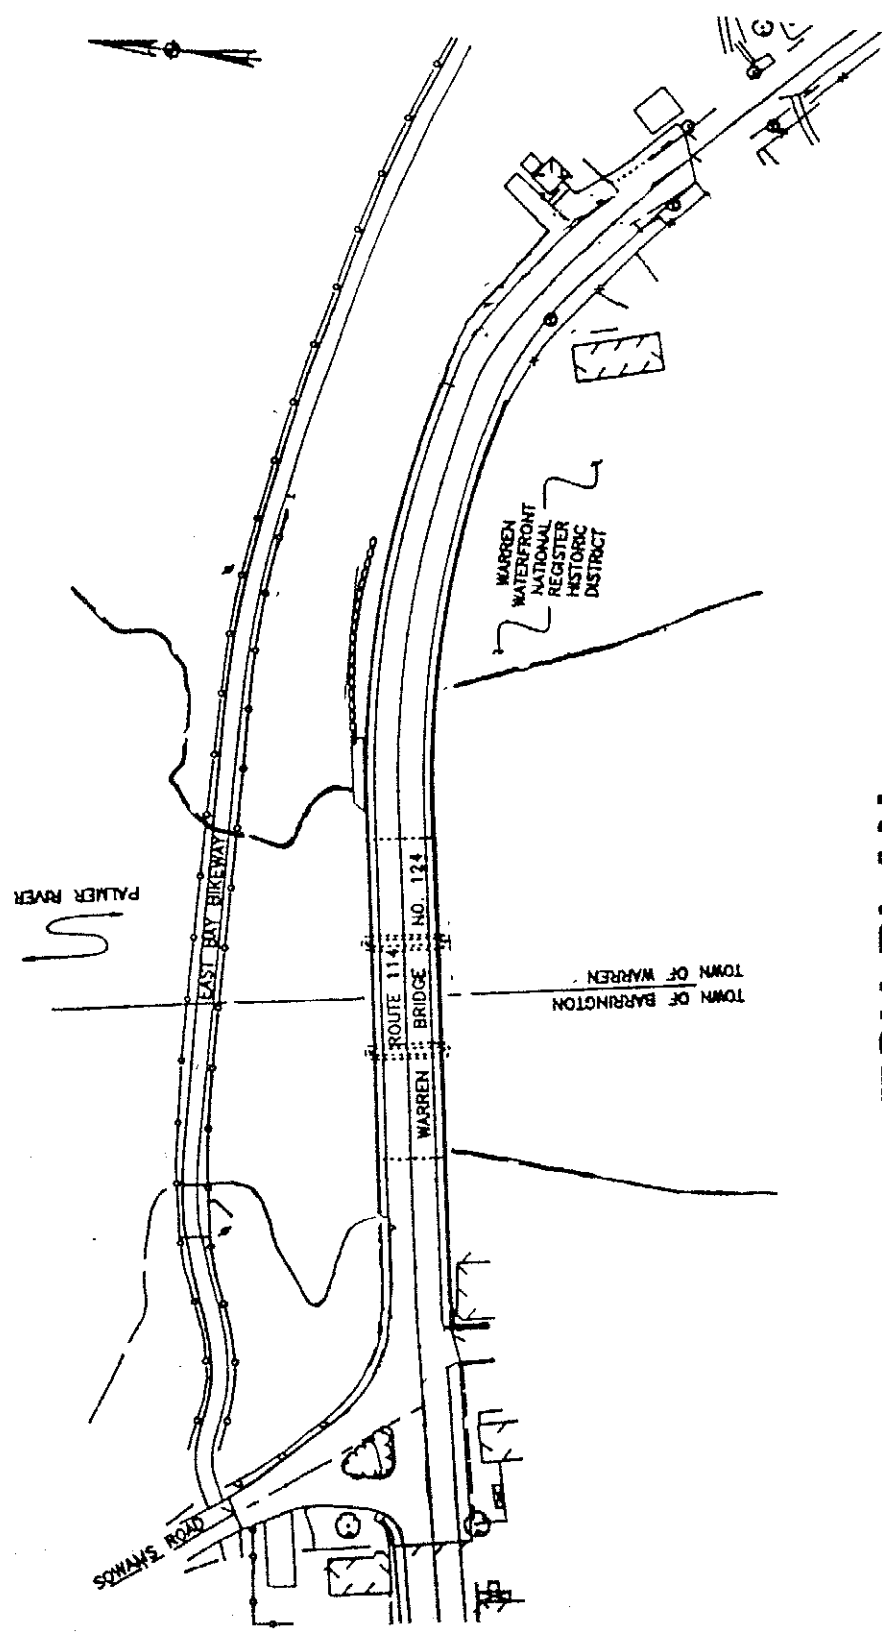 WARREN
WATERFRONT
NATIONAL
REGISTER
HISTORIC
DISTRICT
PALMER RIVER
EAST BAY BIKEWAY
ROUTE 114
WARREN BRIDGE NO. 124
TOWN OF WARREN
TOWN OF BARRINGTON
SOWAMS ROAD